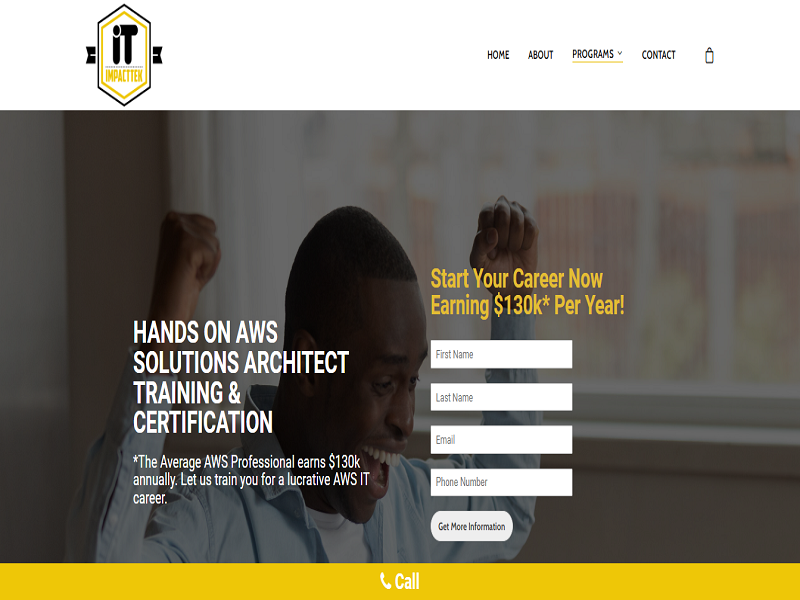 iT
IMPACTTEK
HOME ABOUT PROGRAMS CONTACT
Start Your Career Now
Earning $130k* Per Year!
HANDS ON AWS
SOLUTIONS ARCHITECT
TRAINING &
CERTIFICATION
*The Average AWS Professional earns $130k
annually. Let us train you for a lucrative AWS IT
career.
First Name
Last Name
Email
Phone Number
Get More Information
Call